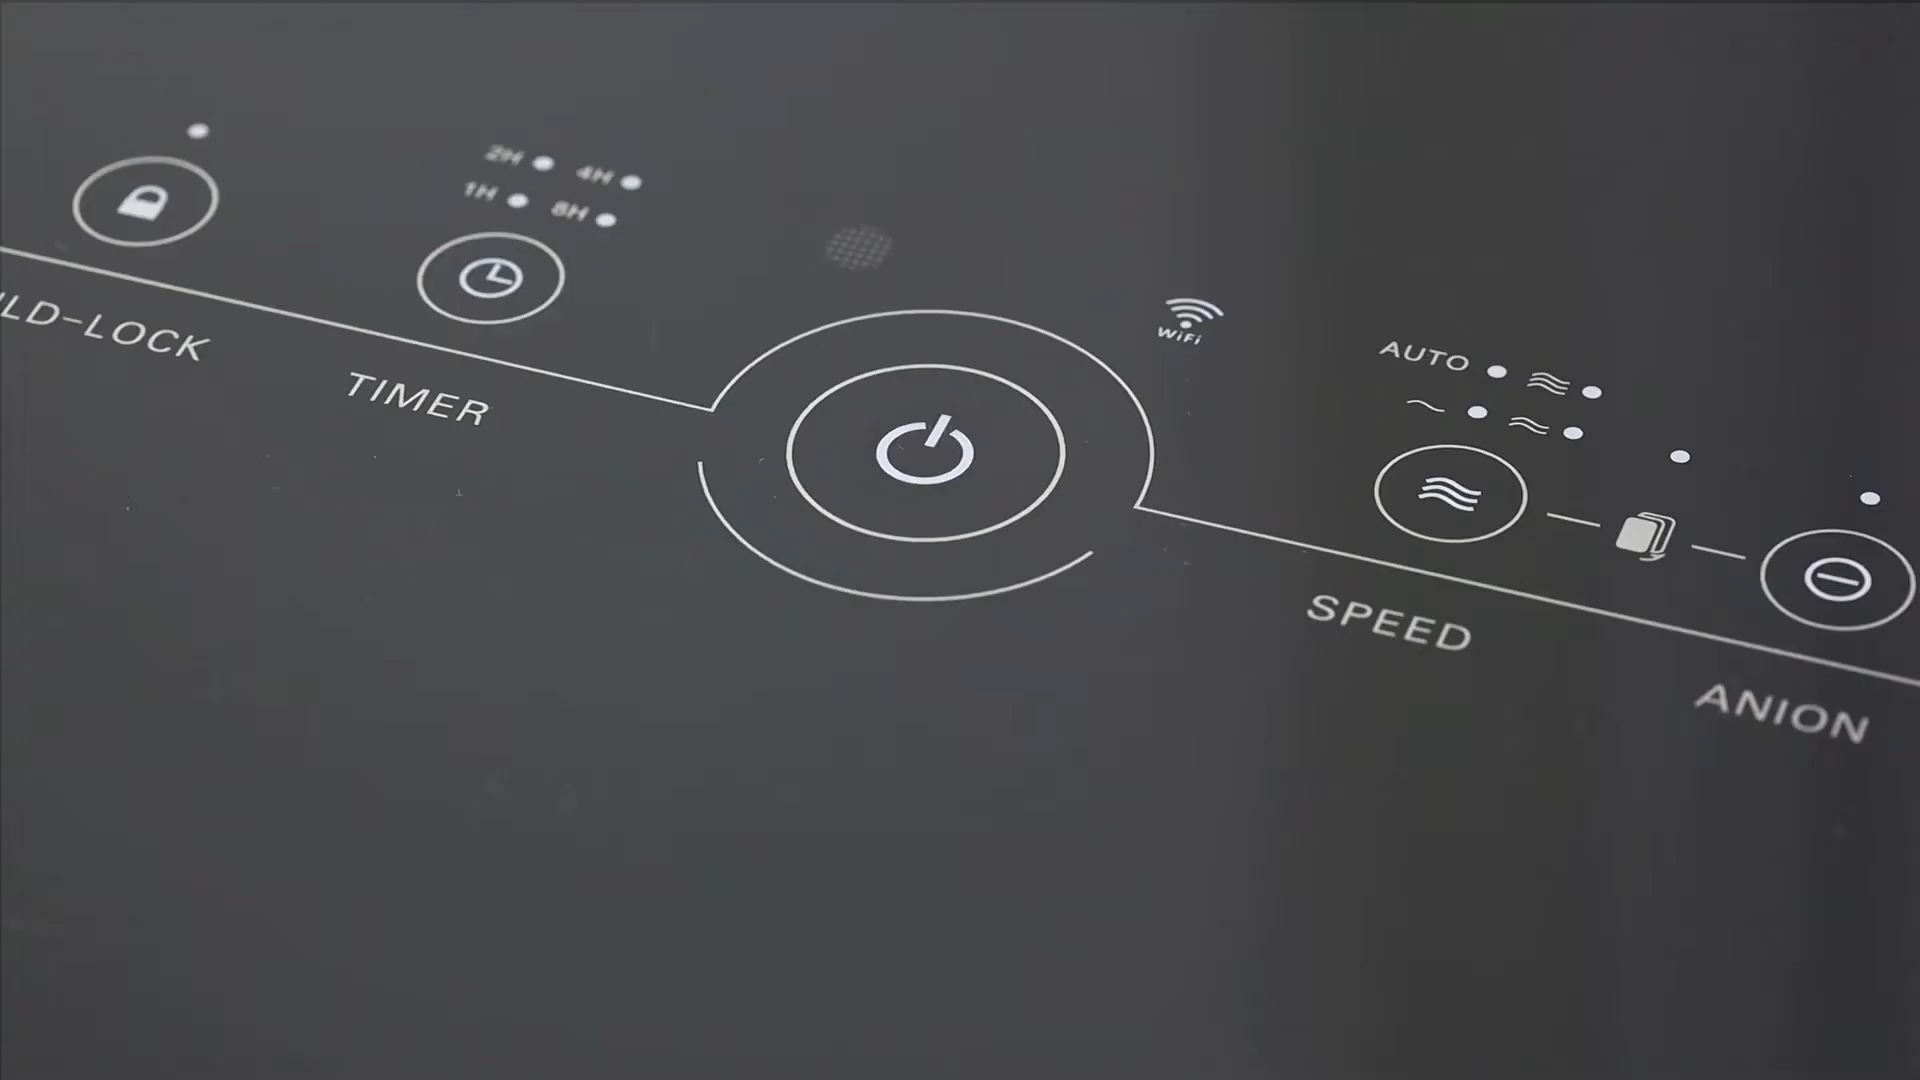 2H 4H
1H 8H
WiFi
AUTO
LD-LOCK
TIMER
SPEED
ANION